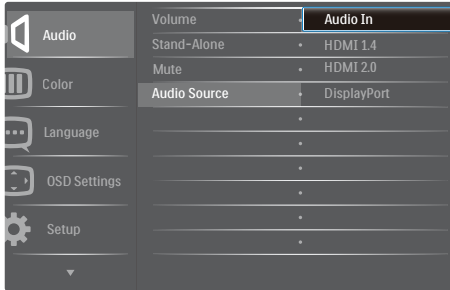 Audio
Color
Language
OSD Settings
Setup
Volume
Stand-Alone
Mute
Audio Source
Audio In
HDMI 1.4
HDMI 2.0
DisplayPort